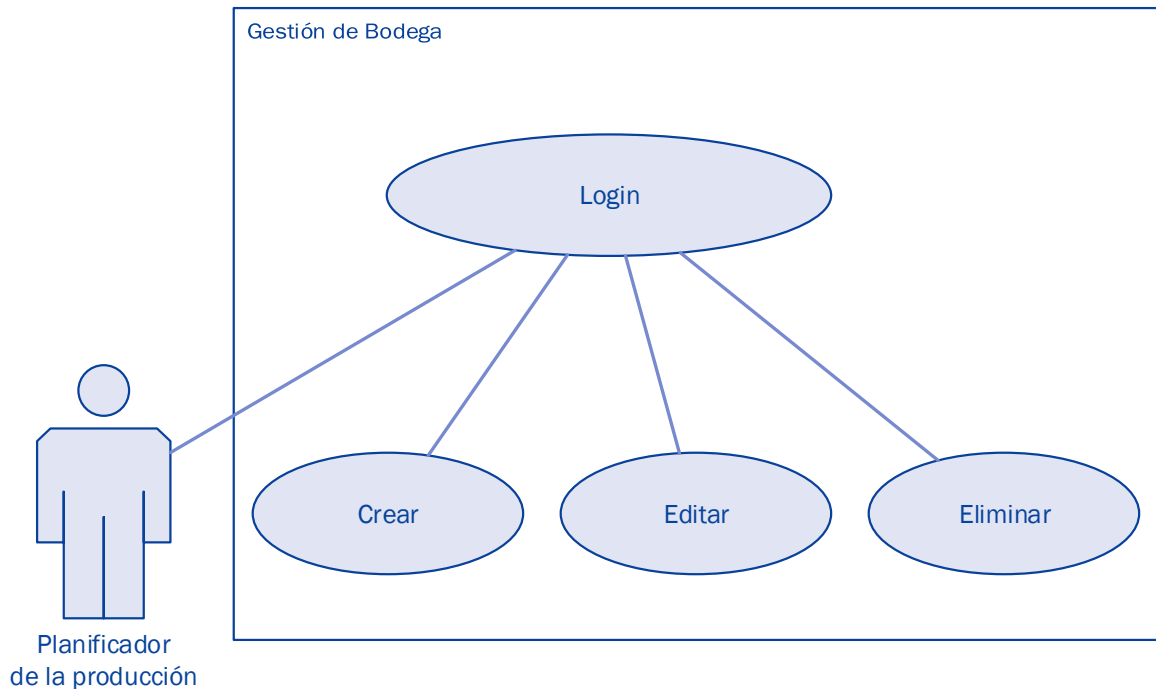 Gestión de Bodega
Login
Crear
Editar
Eliminar
Planificador
de la producción